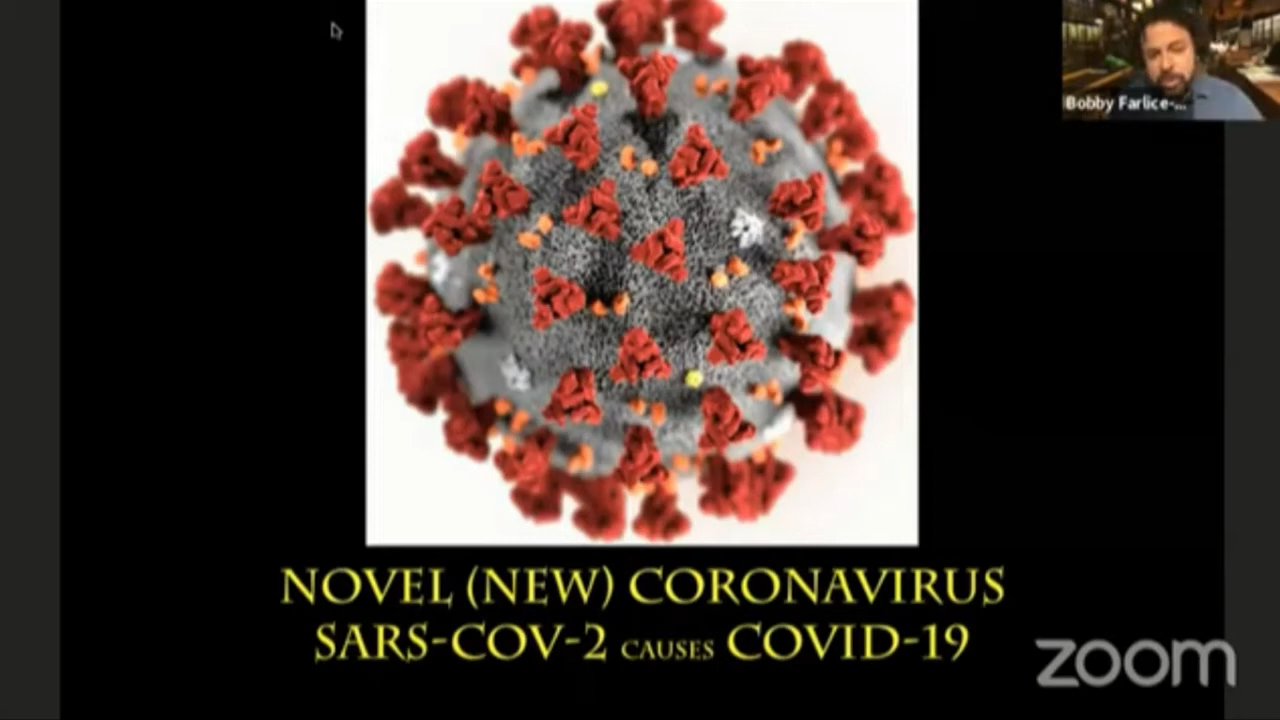 Bobby Farlice-...
NOVEL (NEW) CORONAVIRUS
SARS-COV-2 CAUSES COVID-19
zoom